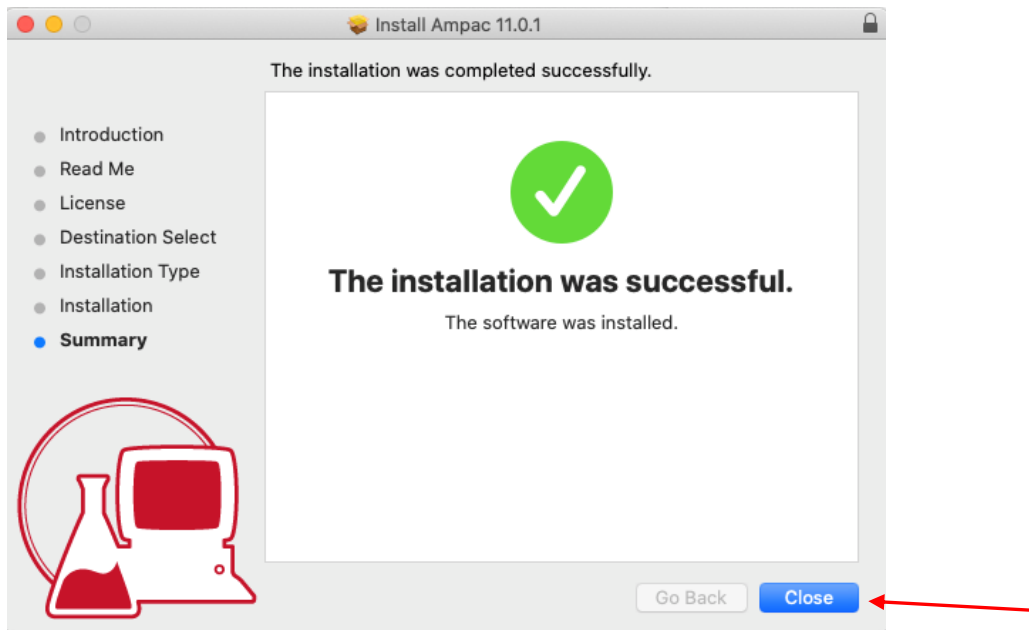 Install Ampac 11.0.1
The installation was completed successfully.
Introduction
Read Me
License
Destination Select
Installation Type
Installation
Summary
The installation was successful.
The software was installed.
Go Back
Close